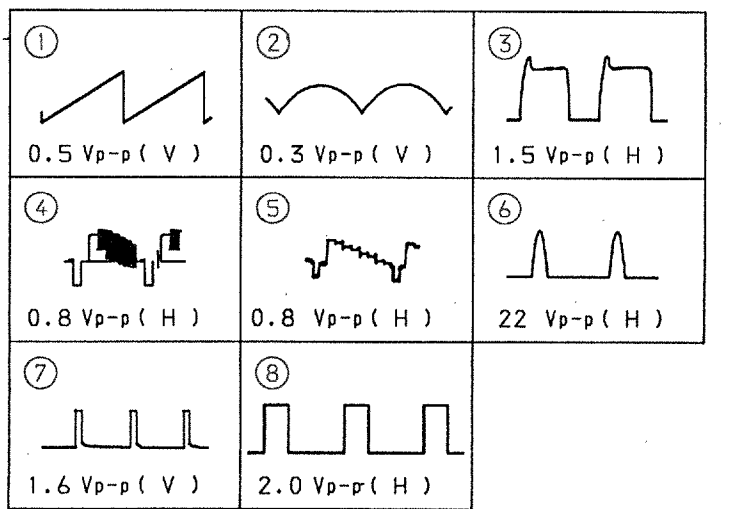 ①
②
③
0.5 Vp-p ( V )
0.3 Vp-p ( V )
1.5 Vp-p ( H )
④
⑤
⑥
0.8 Vp-p ( H )
0.8 Vp-p ( H )
22 Vp-p ( H )
⑦
⑧
1.6 Vp-p ( V )
2.0 Vp-p ( H )